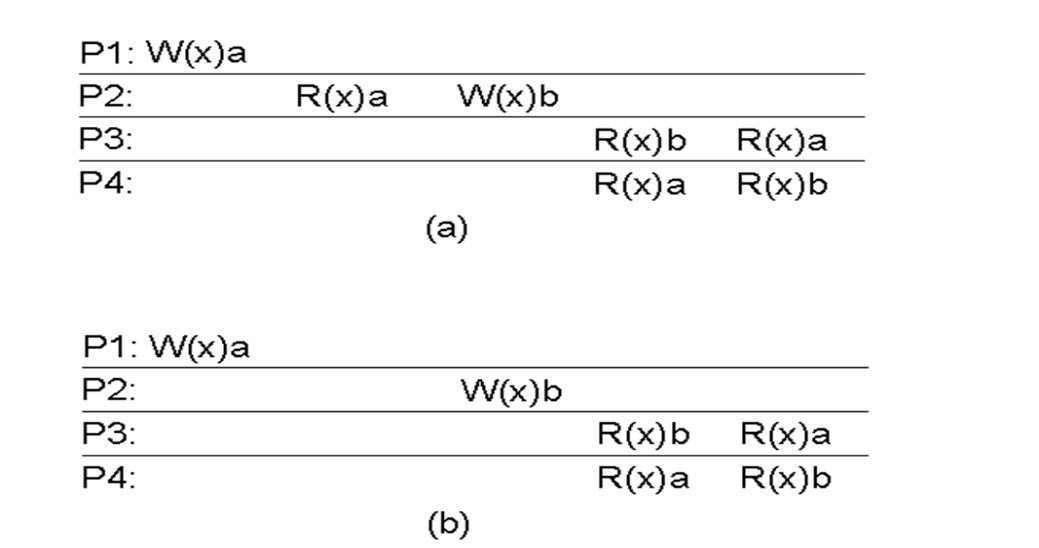 P1: W(x)a
P2: R(x)a W(x)b
P3: R(x)b R(x)a
P4: R(x)a R(x)b
(a)
P1: W(x)a
P2: W(x)b
P3: R(x)b R(x)a
P4: R(x)a R(x)b
(b)